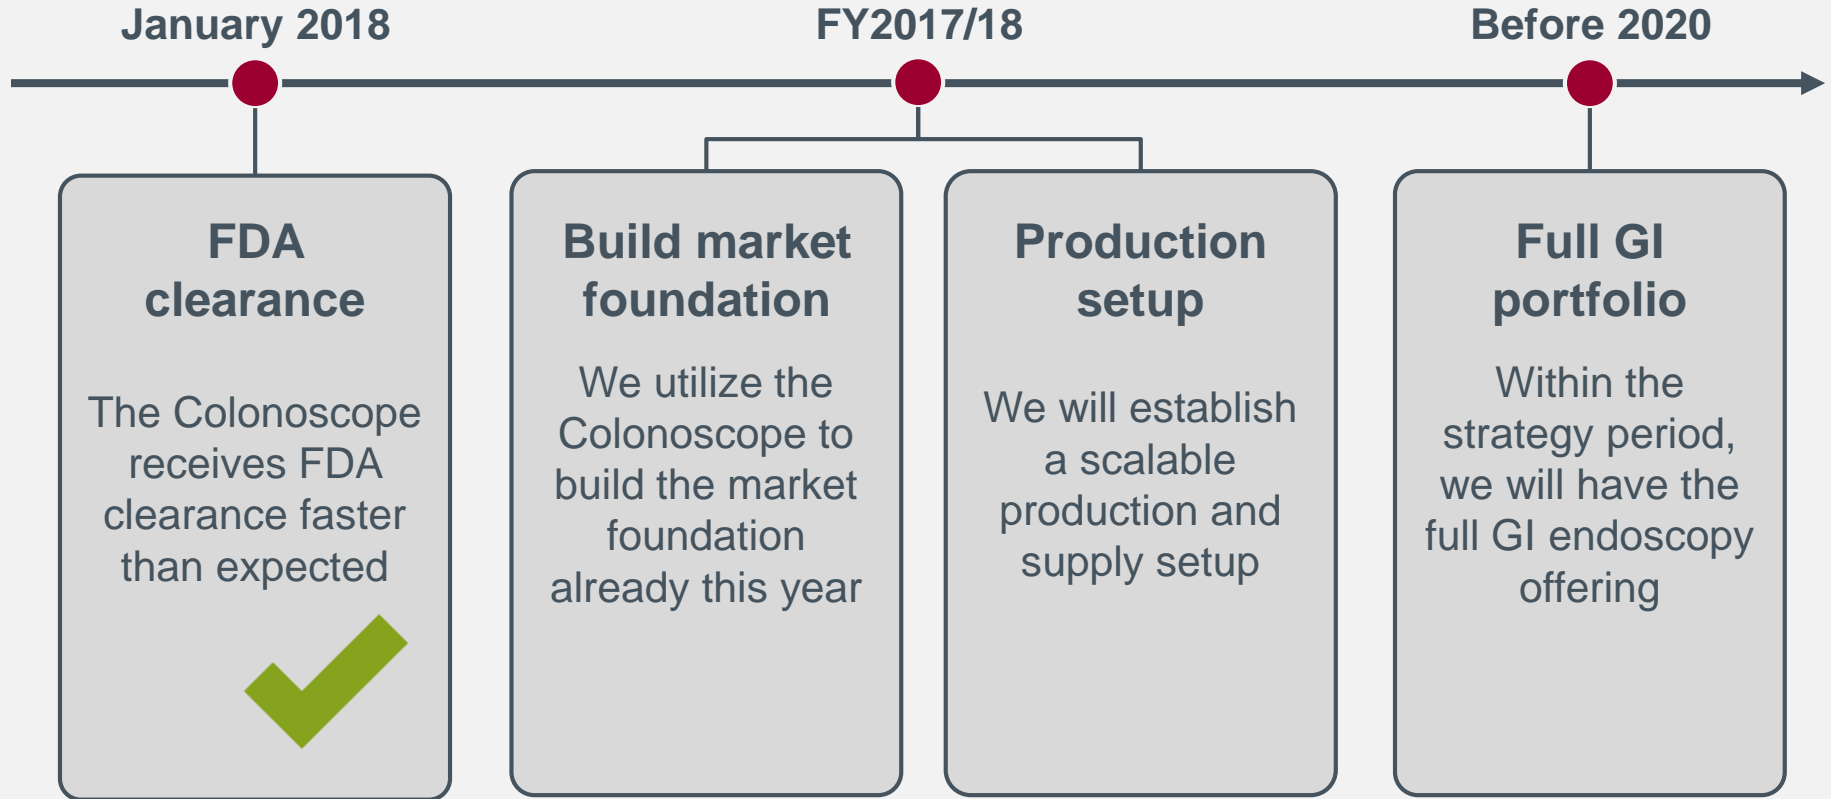 January 2018
FY2017/18
Before 2020
FDA
clearance
The Colonoscope
receives FDA
clearance faster
than expected
Build market
foundation
We utilize the
Colonoscope to
build the market
foundation
already this year
Production
setup
We will establish
a scalable
production and
supply setup
Full GI
portfolio
Within the
strategy period,
we will have the
full GI endoscopy
offering